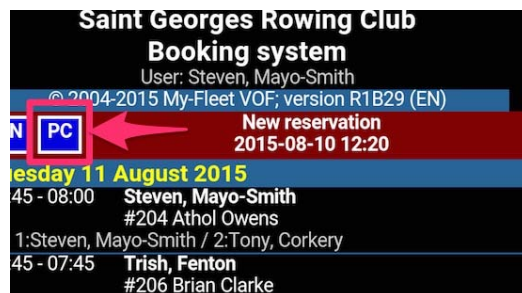 Saint Georges Rowing Club
Booking system
User: Steven, Mayo-Smith
© 2004-2015 My-Fleet VOF; version R1B29 (EN)
N PC New reservation
2015-08-10 12:20
esday 11 August 2015
:45 - 08:00 Steven, Mayo-Smith
#204 Athol Owens
1:Steven, Mayo-Smith / 2:Tony, Corkery
:45 - 07:45 Trish, Fenton
#206 Brian Clarke